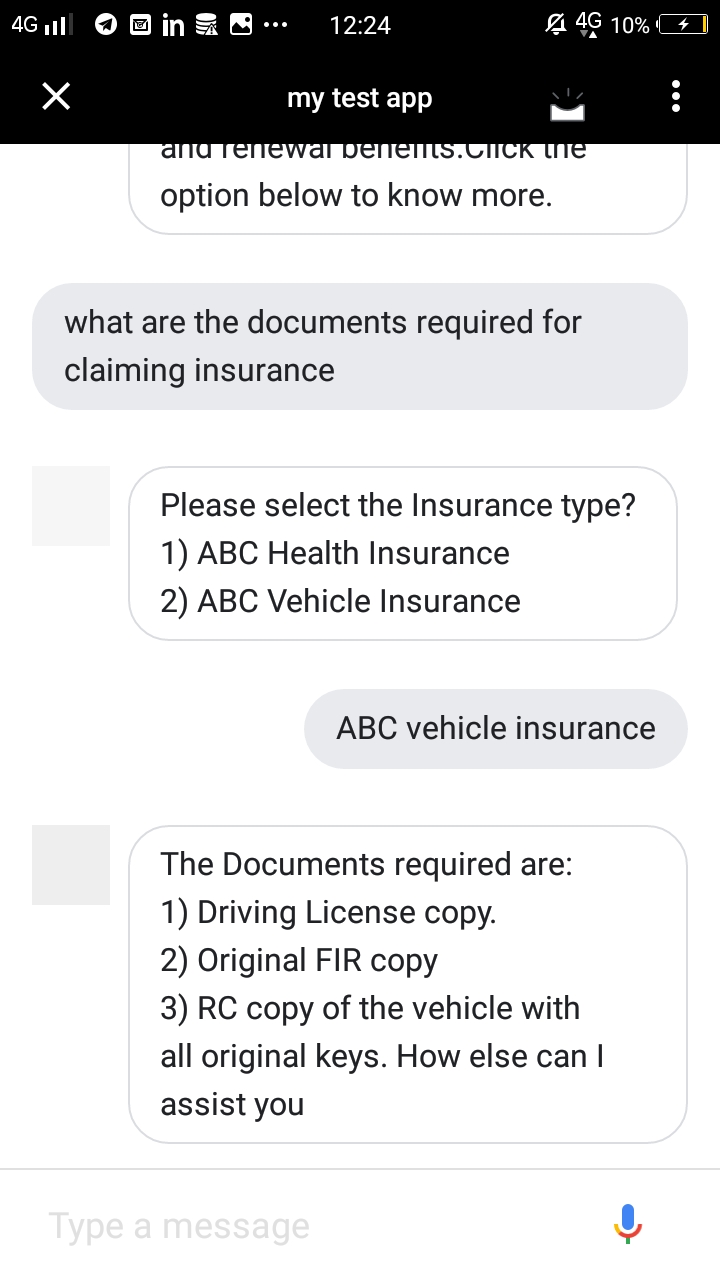 4G in ... 12:24 4G 10%
my test app
and renewal benefits.Click the
option below to know more.
what are the documents required for
claiming insurance
Please select the Insurance type?
1) ABC Health Insurance
2) ABC Vehicle Insurance
ABC vehicle insurance
The Documents required are:
1) Driving License copy.
2) Original FIR copy
3) RC copy of the vehicle with
all original keys. How else can I
assist you
Type a message